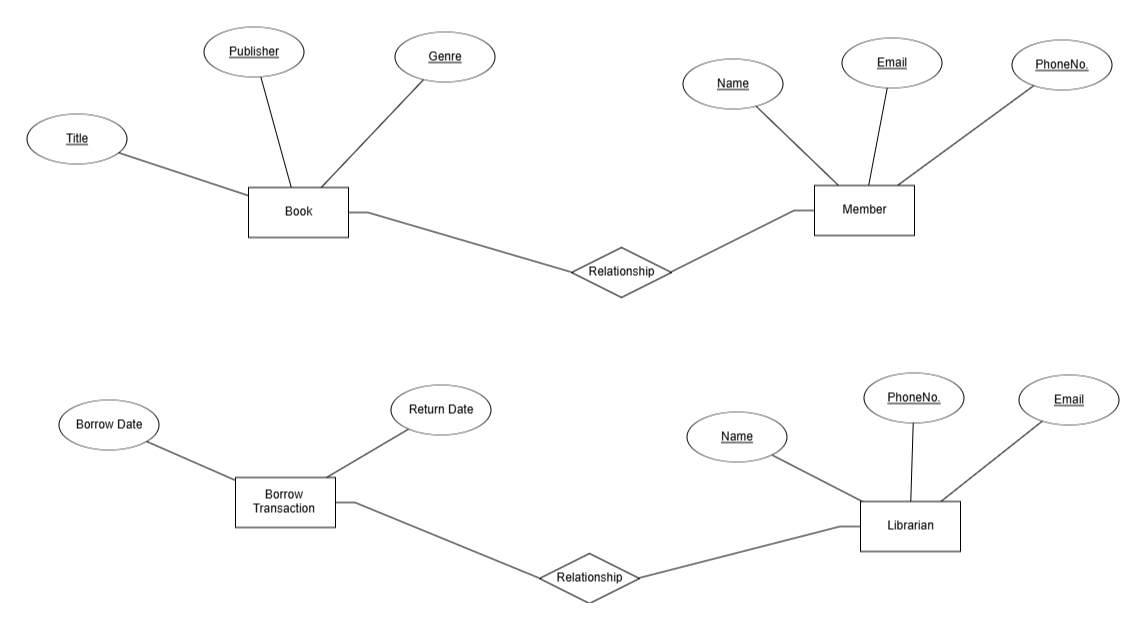 Publisher
Genre
Title
Book
Name
Email
PhoneNo.
Member
Relationship
Borrow Date
Return Date
Borrow
Transaction
Name
PhoneNo.
Email
Librarian
Relationship